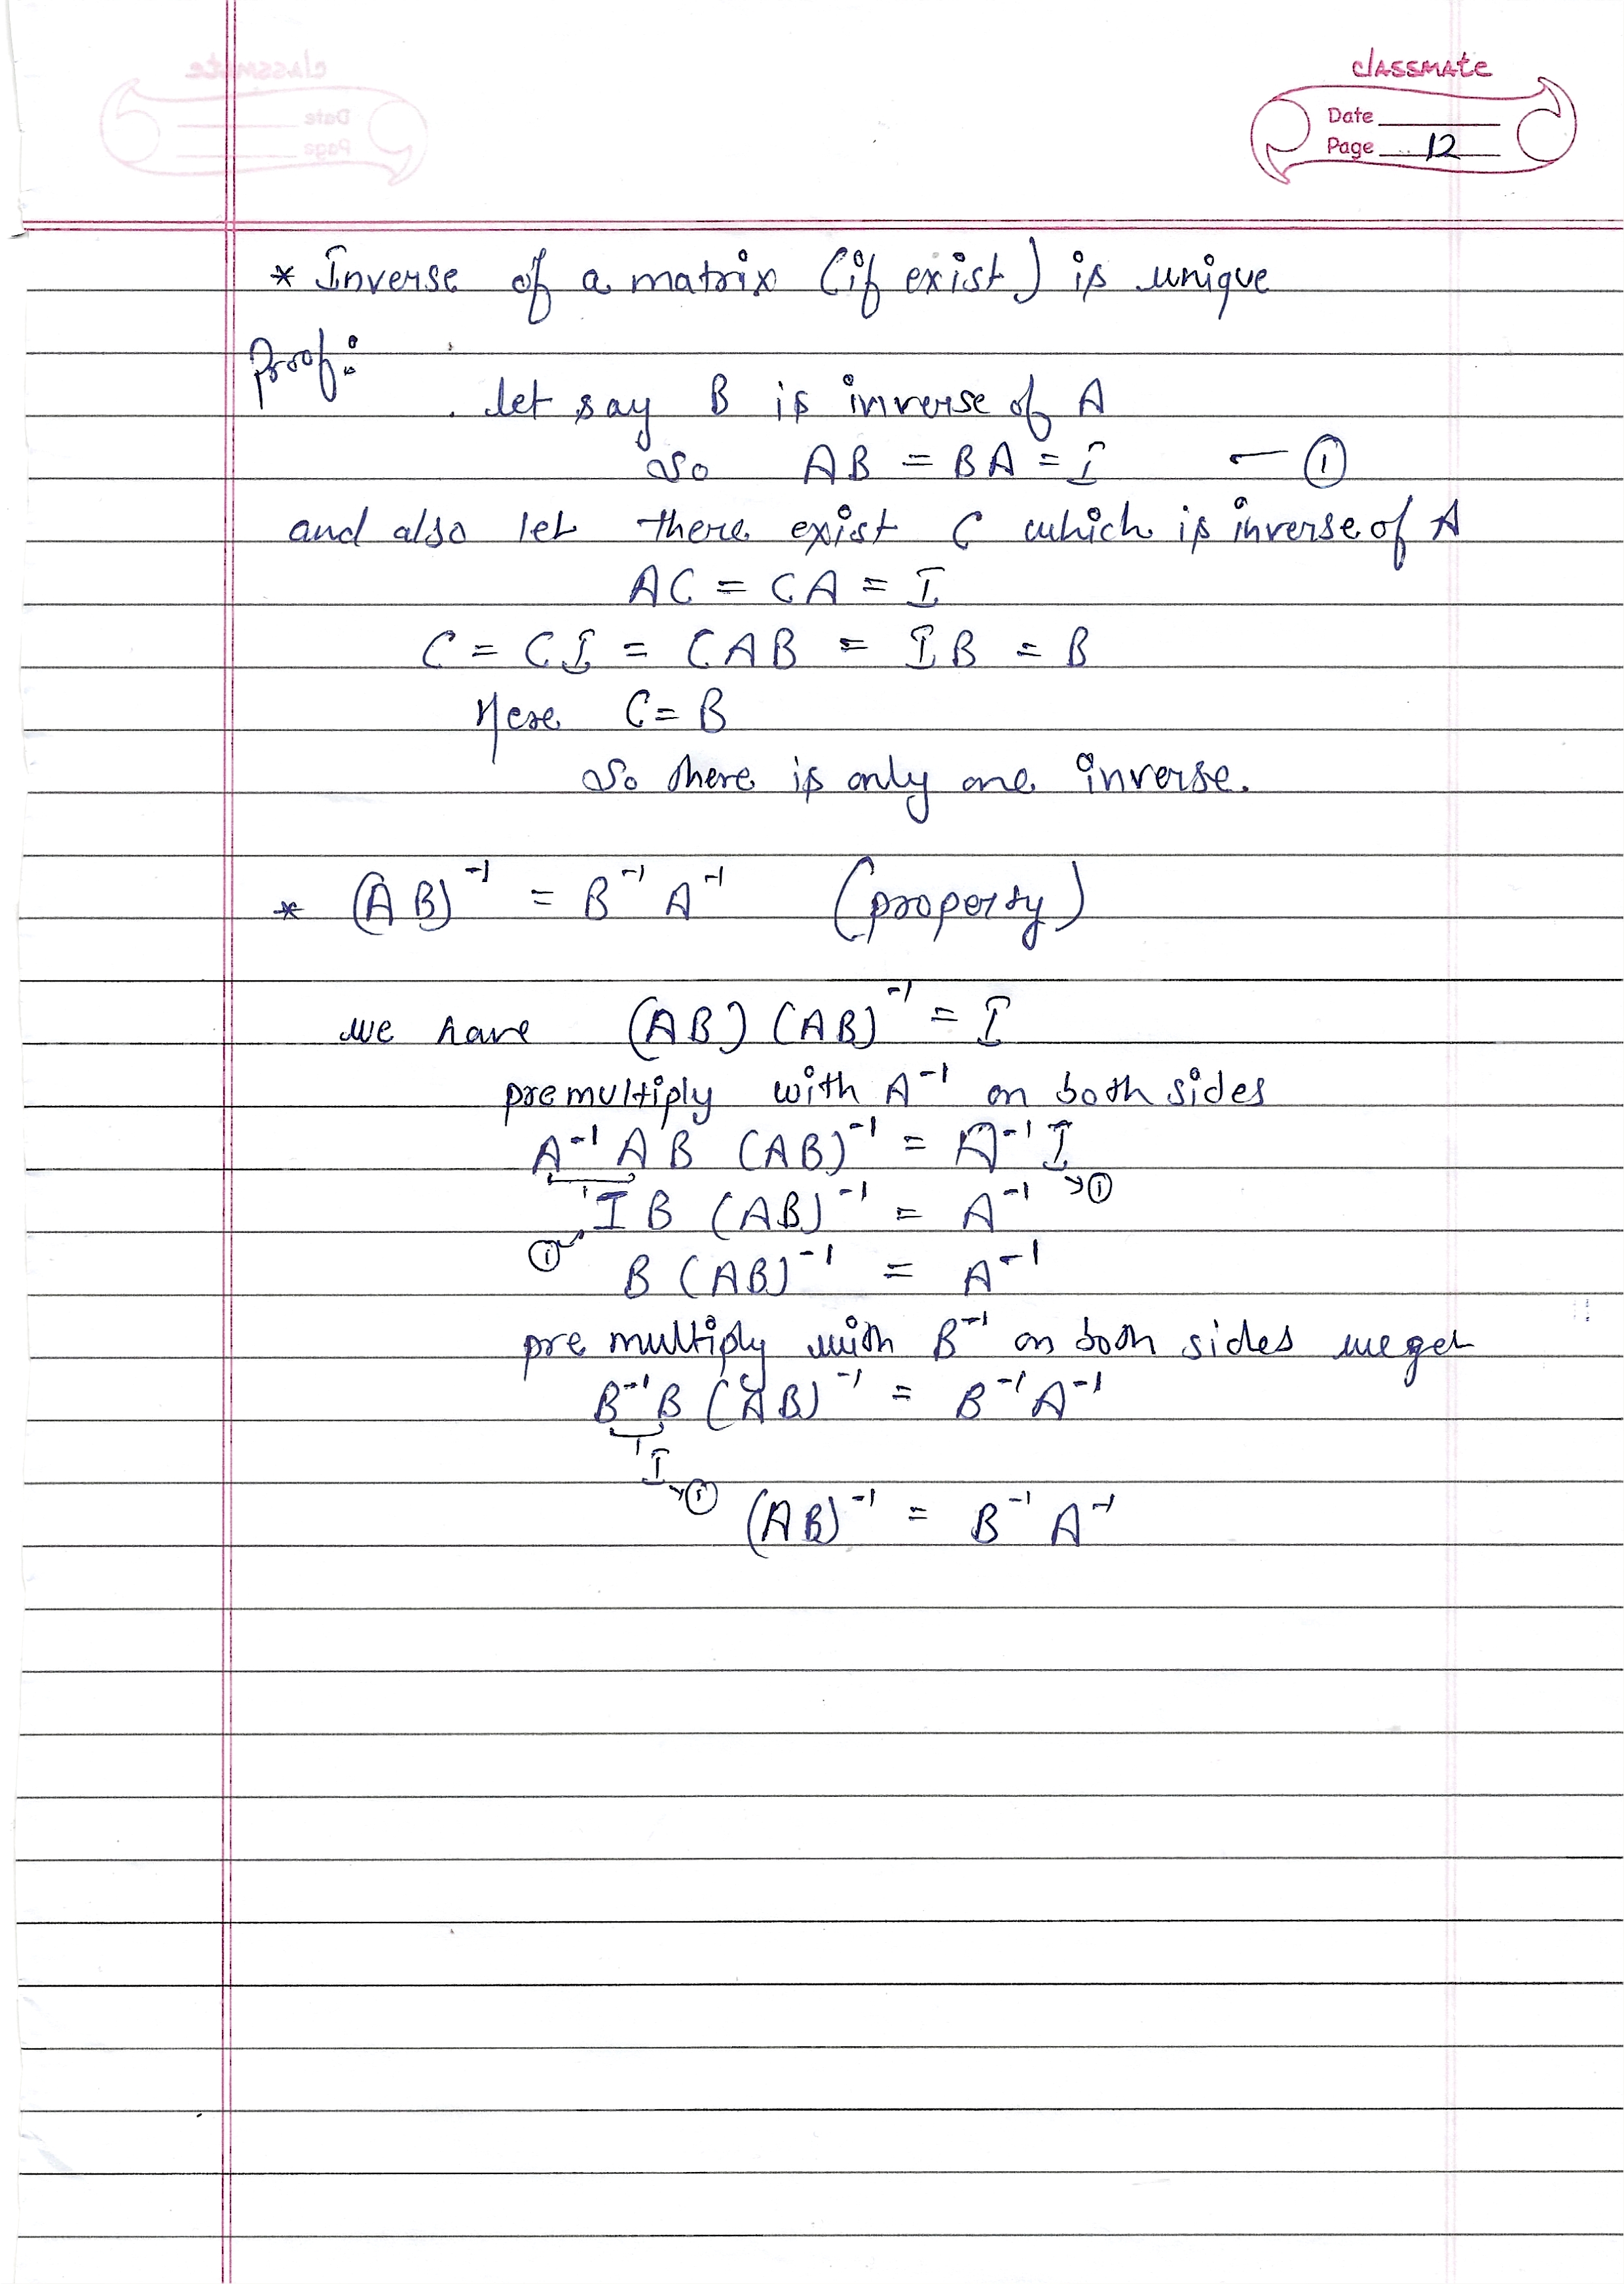 classmate
Date
Page 12
* Inverse of a matrix (if exist) is unique
Proof:
let say B is inverse of A
So AB = BA = I — ①
and also let there exist C which is inverse of A
AC = CA = I
C = CI = CAB = IB = B
Here C = B
So there is only one inverse.
* (AB)⁻¹ = B⁻¹ A⁻¹ (property)
we have (AB) (AB)⁻¹ = I
premultiply with A⁻¹ on both sides
A⁻¹ A B (AB)⁻¹ = A⁻¹ I
→ ①
I B (AB)⁻¹ = A⁻¹
①
B (AB)⁻¹ = A⁻¹
pre multiply with B⁻¹ on both sides we get
B⁻¹B (AB)⁻¹ = B⁻¹A⁻¹
I
→ ①
(AB)⁻¹ = B⁻¹ A⁻¹